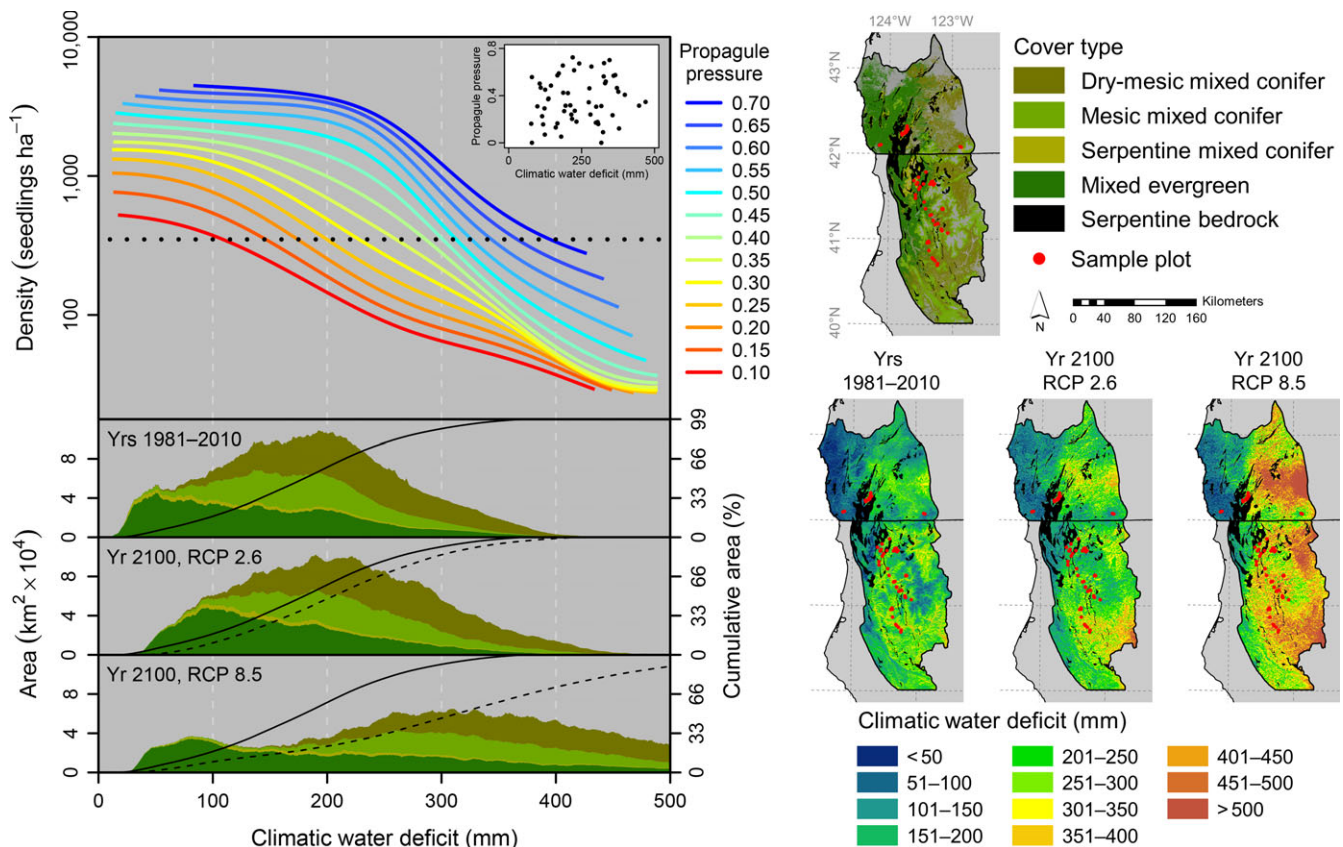 10,000
1,000
100
Density (seedlings ha⁻¹)
0.8
0.4
0
Propagule pressure
0 250 500
Climatic water deficit (mm)
Propagule
pressure
0.70
0.65
0.60
0.55
0.50
0.45
0.40
0.35
0.30
0.25
0.20
0.15
0.10
Yrs 1981–2010
8
4
0
99
66
33
0
Yr 2100, RCP 2.6
8
4
0
66
33
0
Yr 2100, RCP 8.5
8
4
0
66
33
0
Area (km² × 10⁴)
Cumulative area (%)
0 100 200 300 400 500
Climatic water deficit (mm)
124°W 123°W
43°N
42°N
41°N
40°N
Cover type
Dry-mesic mixed conifer
Mesic mixed conifer
Serpentine mixed conifer
Mixed evergreen
Serpentine bedrock
Sample plot
N
Kilometers
0 40 80 120 160
Yrs
1981–2010
Yr 2100
RCP 2.6
Yr 2100
RCP 8.5
Climatic water deficit (mm)
< 50
51–100
101–150
151–200
201–250
251–300
301–350
351–400
401–450
451–500
> 500